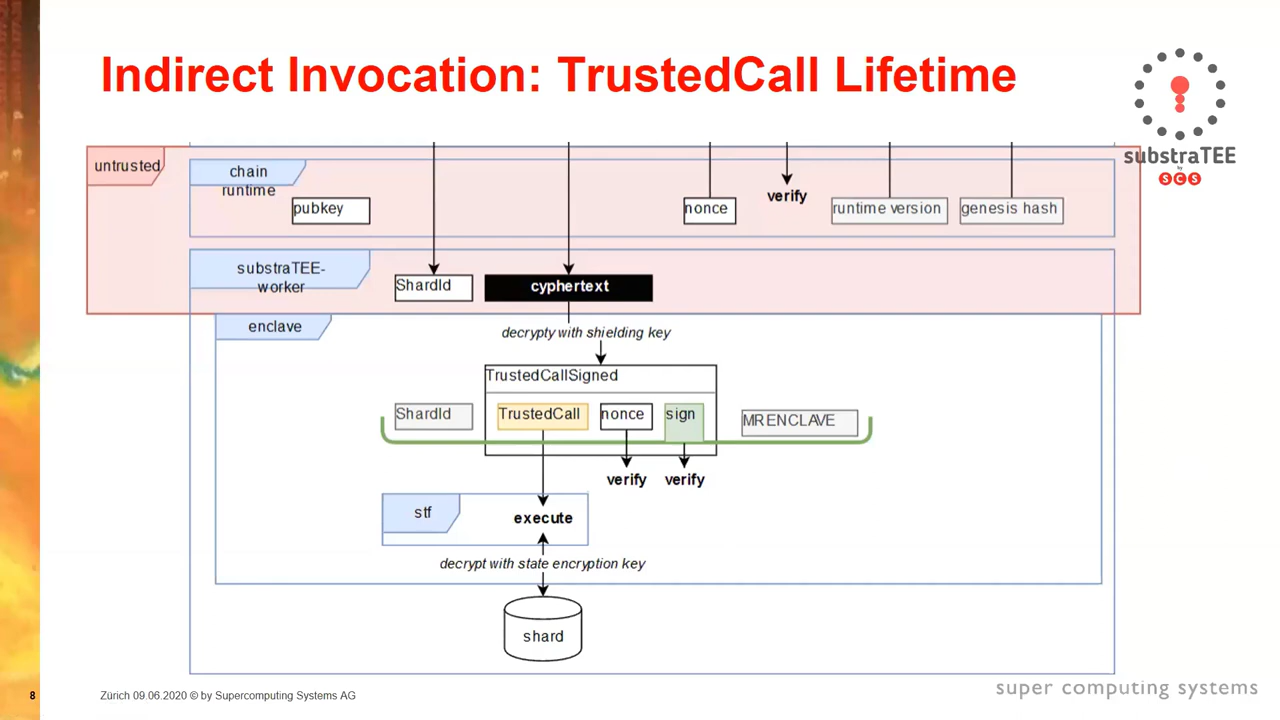 Indirect Invocation: TrustedCall Lifetime
substraTEE
by
SCS
untrusted
chain
runtime
pubkey
nonce
verify
runtime version
genesis hash
substraTEE-
worker
ShardId
cyphertext
enclave
decrypty with shielding key
TrustedCallSigned
ShardId
TrustedCall
nonce
sign
MRENCLAVE
verify
verify
stf
execute
decrypt with state encryption key
shard
8
Zürich 09.06.2020 © by Supercomputing Systems AG
super computing systems